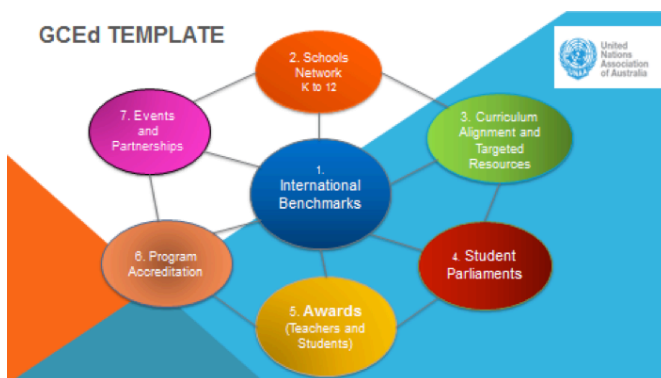 GCEd TEMPLATE
United
Nations
Association
of Australia
UNAA
2. Schools
Network
K to 12
7. Events
and
Partnerships
3. Curriculum
Alignment and
Targeted
Resources
1.
International
Benchmarks
6. Program
Accreditation
4. Student
Parliaments
5. Awards
(Teachers and
Students)